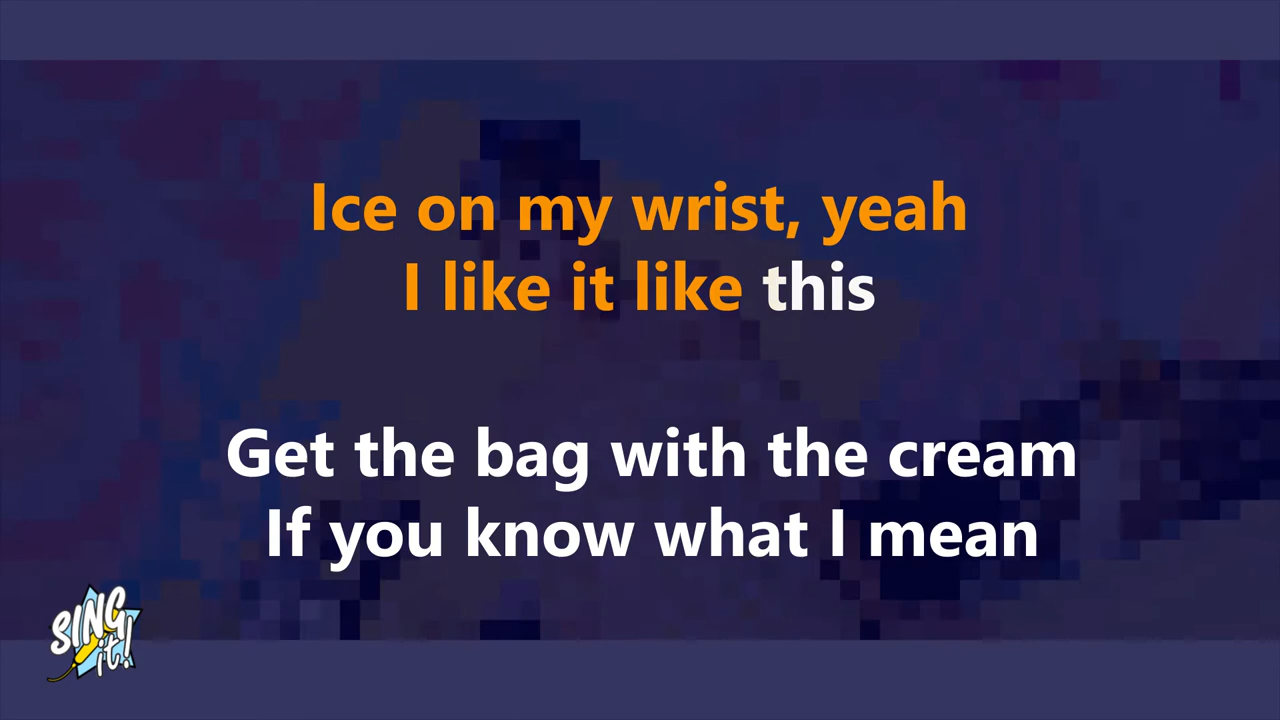 Ice on my wrist, yeah
I like it like this
Get the bag with the cream
If you know what I mean
SING
it!